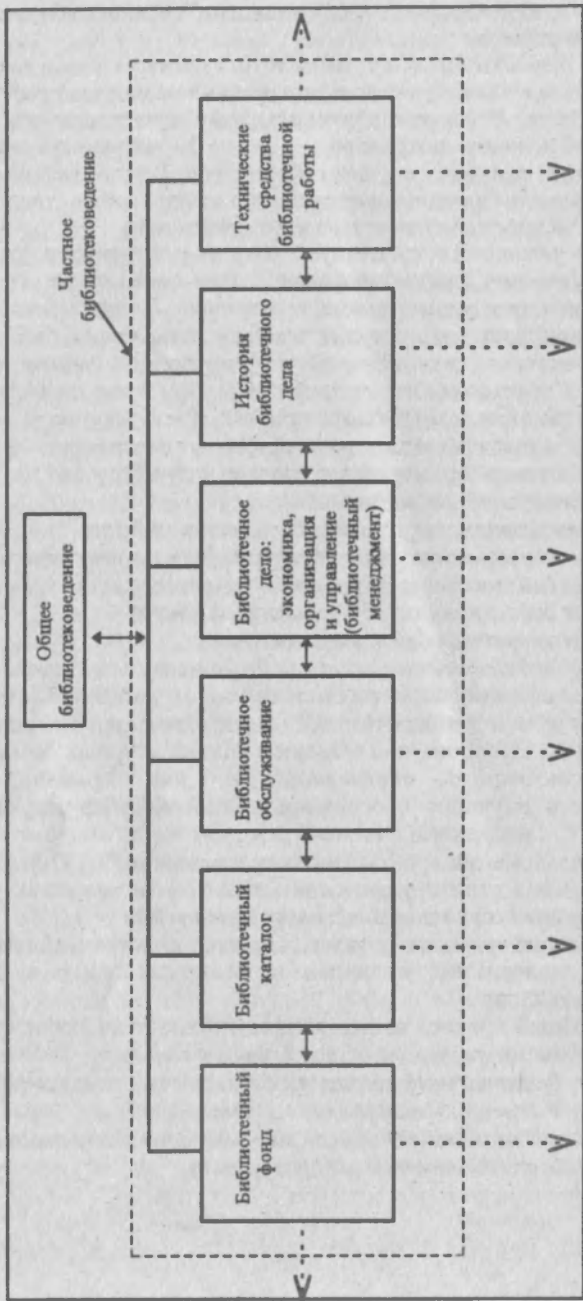 Общее
библиотековедение
Частное
библиотековедение
Библиотечный
фонд
Библиотечный
каталог
Библиотечное
обслуживание
Библиотечное
дело:
экономика,
организация
и управление
(библиотечный
менеджмент)
История
библиотечного
дела
Технические
средства
библиотечной
работы